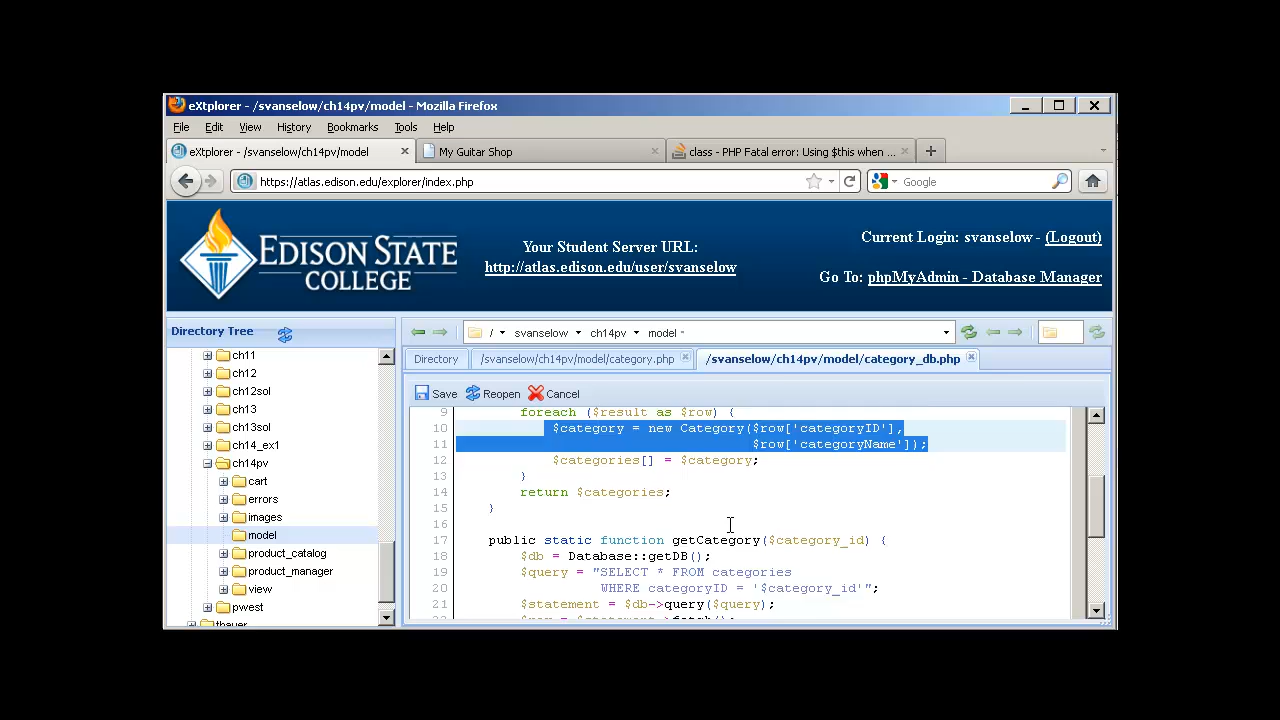 eXtplorer - /svanselow/ch14pv/model - Mozilla Firefox
File Edit View History Bookmarks Tools Help
eXtplorer - /svanselow/ch14pv/model
My Guitar Shop
class - PHP Fatal error: Using $this when ...
https://atlas.edison.edu/explorer/index.php
Google
EDISON STATE
COLLEGE
Your Student Server URL:
http://atlas.edison.edu/user/svanselow
Current Login: svanselow - (Logout)
Go To: phpMyAdmin - Database Manager
Directory Tree
ch11
ch12
ch12sol
ch13
ch13sol
ch14_ex1
ch14pv
cart
errors
images
model
product_catalog
product_manager
view
pwest
thauer
/ svanselow ch14pv model
Directory
/svanselow/ch14pv/model/category.php
/svanselow/ch14pv/model/category_db.php
Save Reopen Cancel
9 foreach ($result as $row) {
10 $category = new Category($row['categoryID'],
11 $row['categoryName']);
12 $categories[] = $category;
13 }
14 return $categories;
15 }
16
17 public static function getCategory($category_id) {
18 $db = Database::getDB();
19 $query = "SELECT * FROM categories
20 WHERE categoryID = '$category_id'";
21 $statement = $db->query($query);